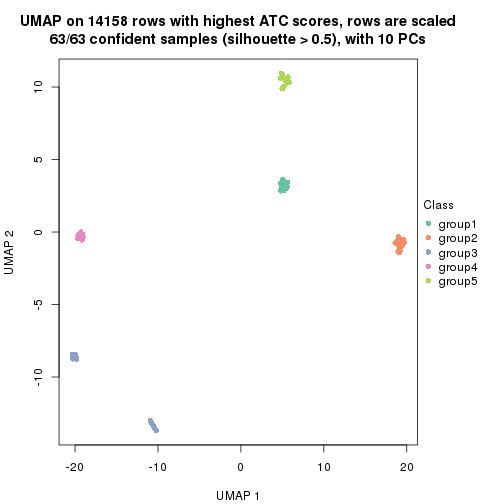 UMAP on 14158 rows with highest ATC scores, rows are scaled
63/63 confident samples (silhouette > 0.5), with 10 PCs
10
5
0
-5
-10
UMAP 2
-20
-10
0
10
20
UMAP 1
Class
group1
group2
group3
group4
group5